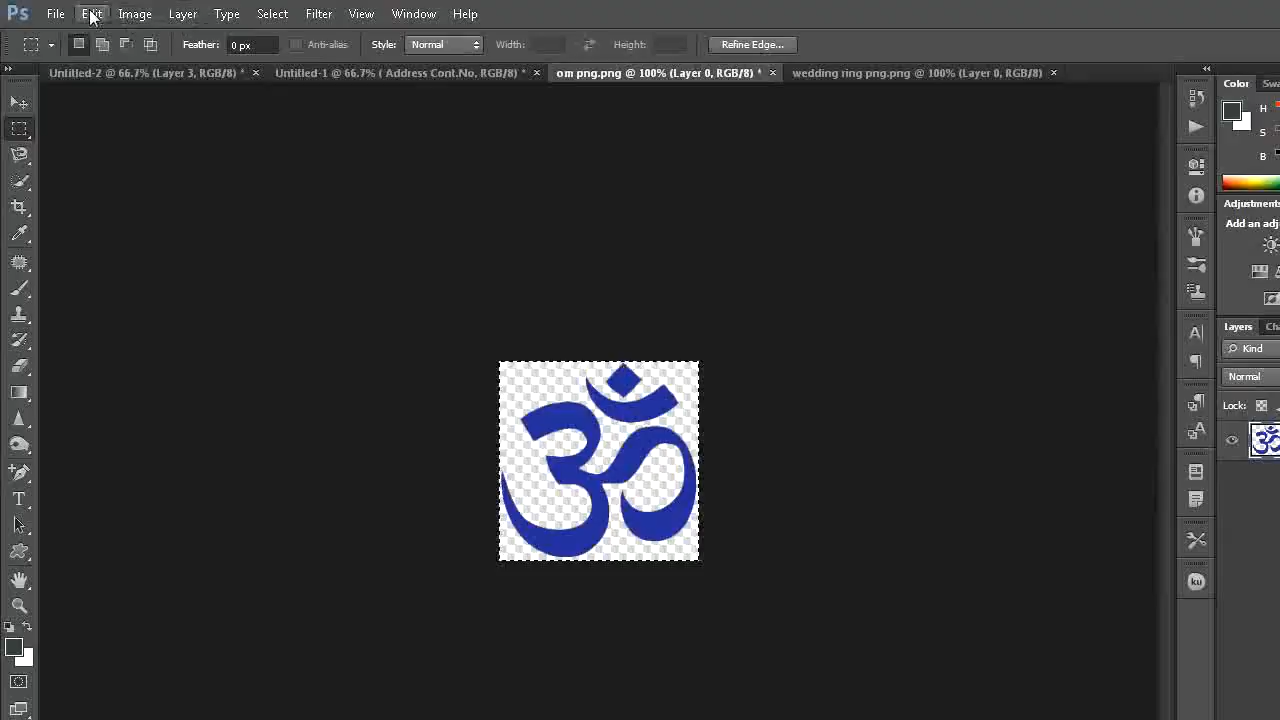 Ps File Edit Image Layer Type Select Filter View Window Help
Feather: 0 px Anti-alias Style: Normal Width: Height: Refine Edge...
Untitled-2 @ 66.7% (Layer 3, RGB/8) * × Untitled-1 @ 66.7% ( Address Cont.No, RGB/8) * × om png.png @ 100% (Layer 0, RGB/8) * × wedding ring png.png @ 100% (Layer 0, RGB/8) ×
Color Swa
H
S
B
Adjustments
Add an adj
Layers Cha
Kind
Normal
Lock:
ॐ
ku